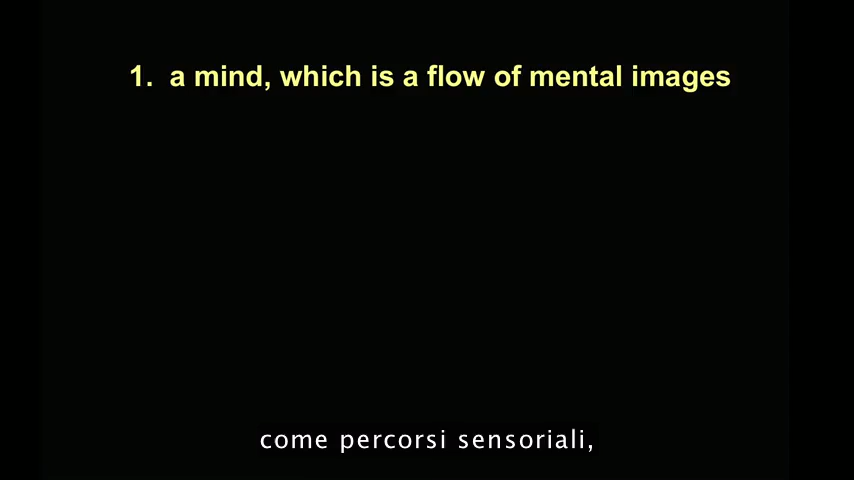 1. a mind, which is a flow of mental images
come percorsi sensoriali,